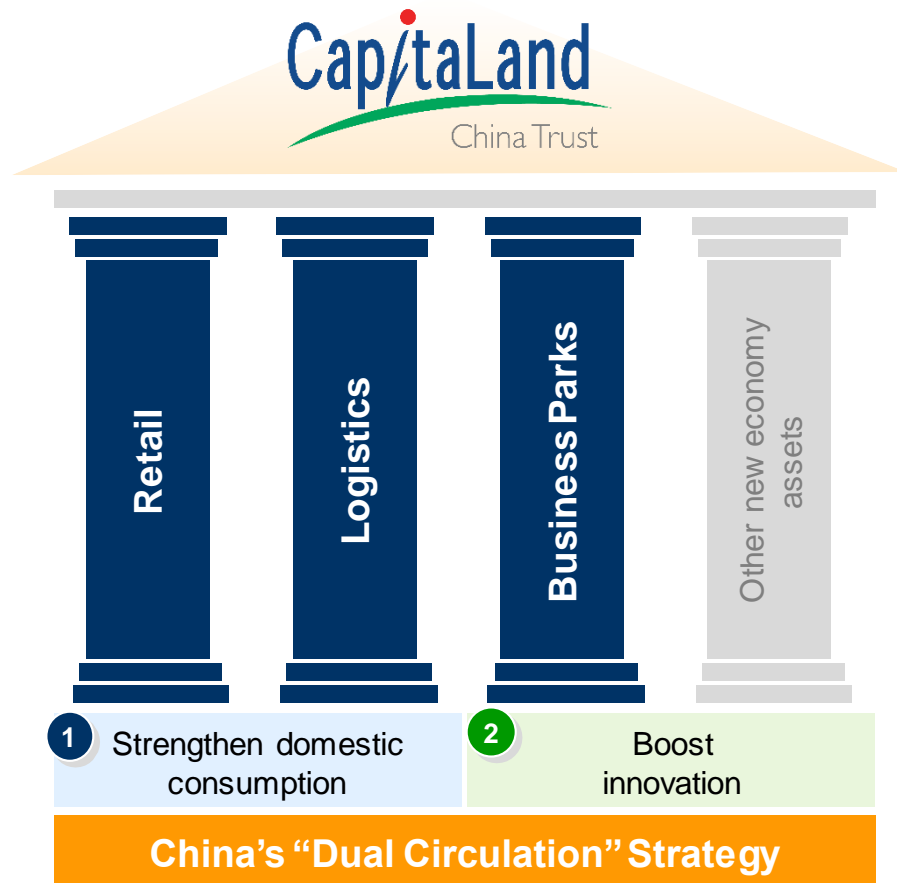 CapitaLand
China Trust
Retail
Logistics
Business Parks
Other new economy
assets
1
Strengthen domestic
consumption
2
Boost
innovation
China’s “Dual Circulation” Strategy